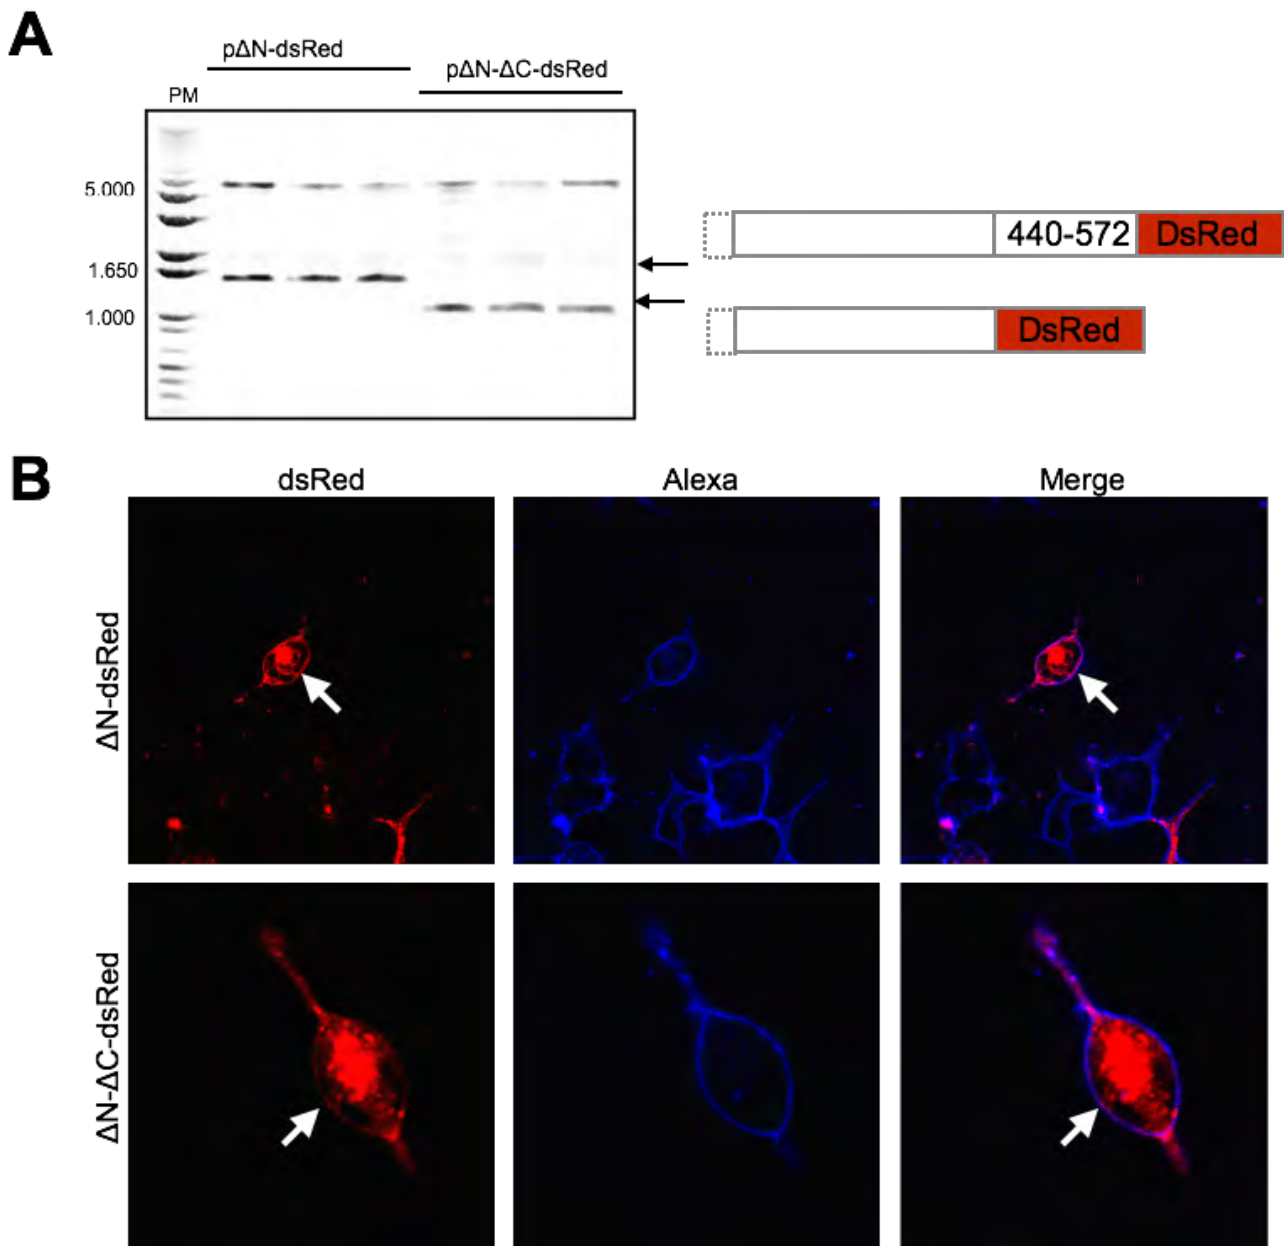 A
pΔN-dsRed
pΔN-ΔC-dsRed
PM
5.000
1.650
1.000
440-572 DsRed
DsRed
B
dsRed Alexa Merge
ΔN-dsRed
ΔN-ΔC-dsRed